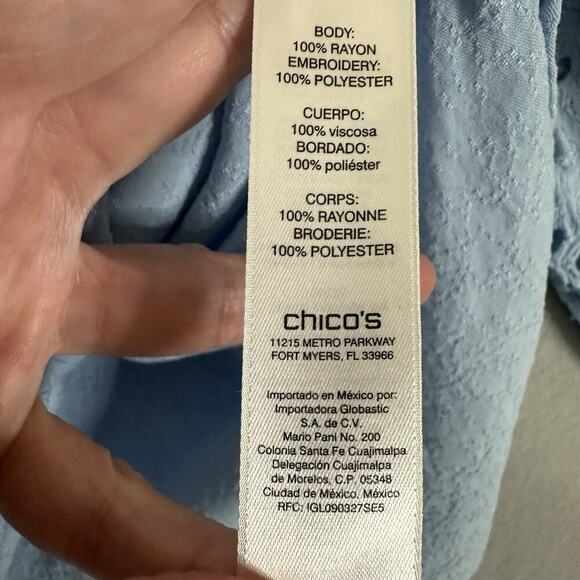 BODY:
100% RAYON
EMBROIDERY:
100% POLYESTER
CUERPO:
100% viscosa
BORDADO:
100% poliéster
CORPS:
100% RAYONNE
BRODERIE:
100% POLYESTER
chico's
11215 METRO PARKWAY
FORT MYERS, FL 33966
Importado en México por:
Importadora Globastic
S.A. de C.V.
Mario Pani No. 200
Colonia Santa Fe Cuajimalpa
Delegación Cuajimalpa
de Morelos, C.P. 05348
Ciudad de México, México
RFC: IGL090327SE5